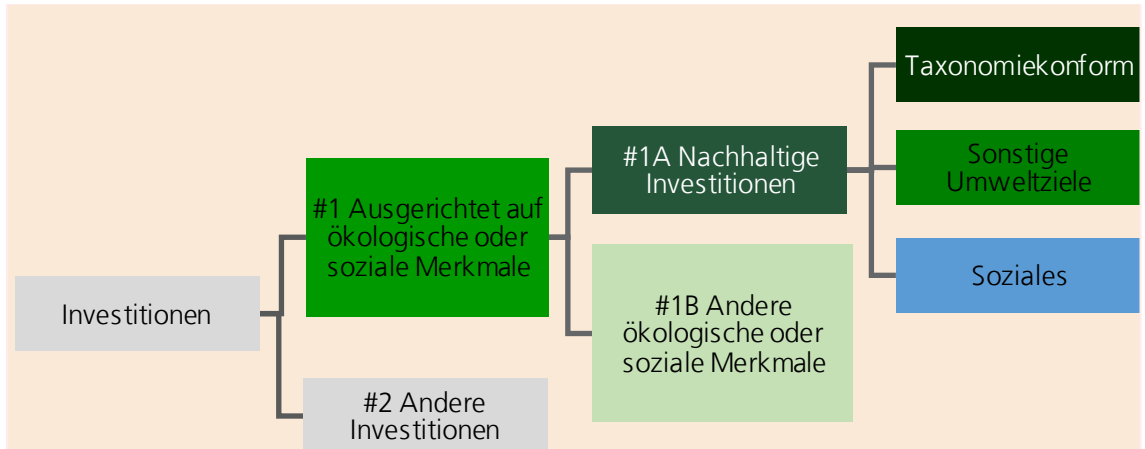 Investitionen
#1 Ausgerichtet auf
ökologische oder
soziale Merkmale
#2 Andere
Investitionen
#1A Nachhaltige
Investitionen
#1B Andere
ökologische oder
soziale Merkmale
Taxonomiekonform
Sonstige
Umweltziele
Soziales